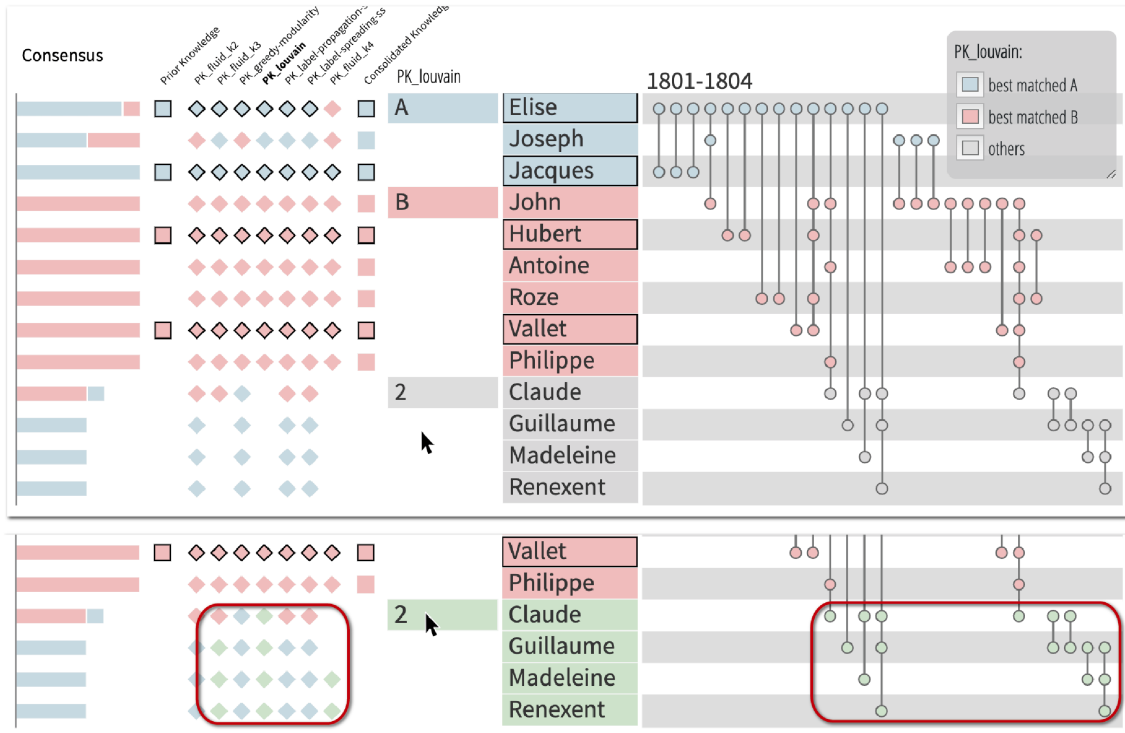 Consensus
Prior Knowledge
PK_fluid_k2
PK_fluid_k3
PK_greedy-modularity
PK_louvain
PK_label-propagation-
PK_label-spreading-ss
PK_fluid_k4
Consolidated Knowledg
PK_louvain
1801-1804
PK_louvain:
best matched A
best matched B
others
A
Elise
Joseph
Jacques
B
John
Hubert
Antoine
Roze
Vallet
Philippe
2
Claude
Guillaume
Madeleine
Renexent
Vallet
Philippe
2
Claude
Guillaume
Madeleine
Renexent